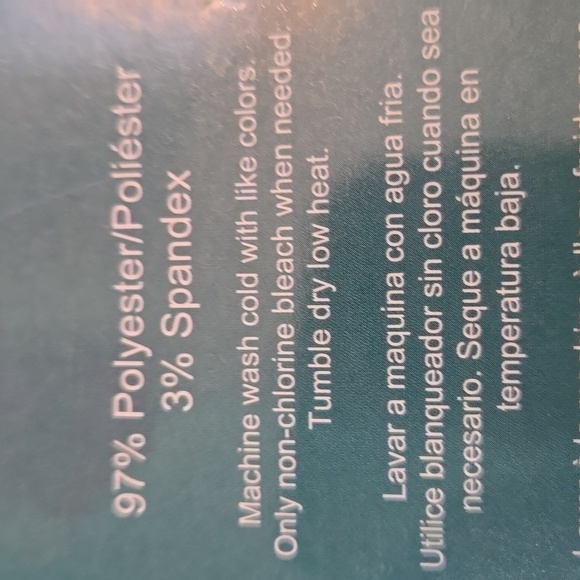 97% Polyester/Poliéster
3% Spandex
Machine wash cold with like colors.
Only non-chlorine bleach when needed.
Tumble dry low heat.
Lavar a maquina con agua fria.
Utilice blanqueador sin cloro cuando sea
necesario. Seque a máquina en
temperatura baja.